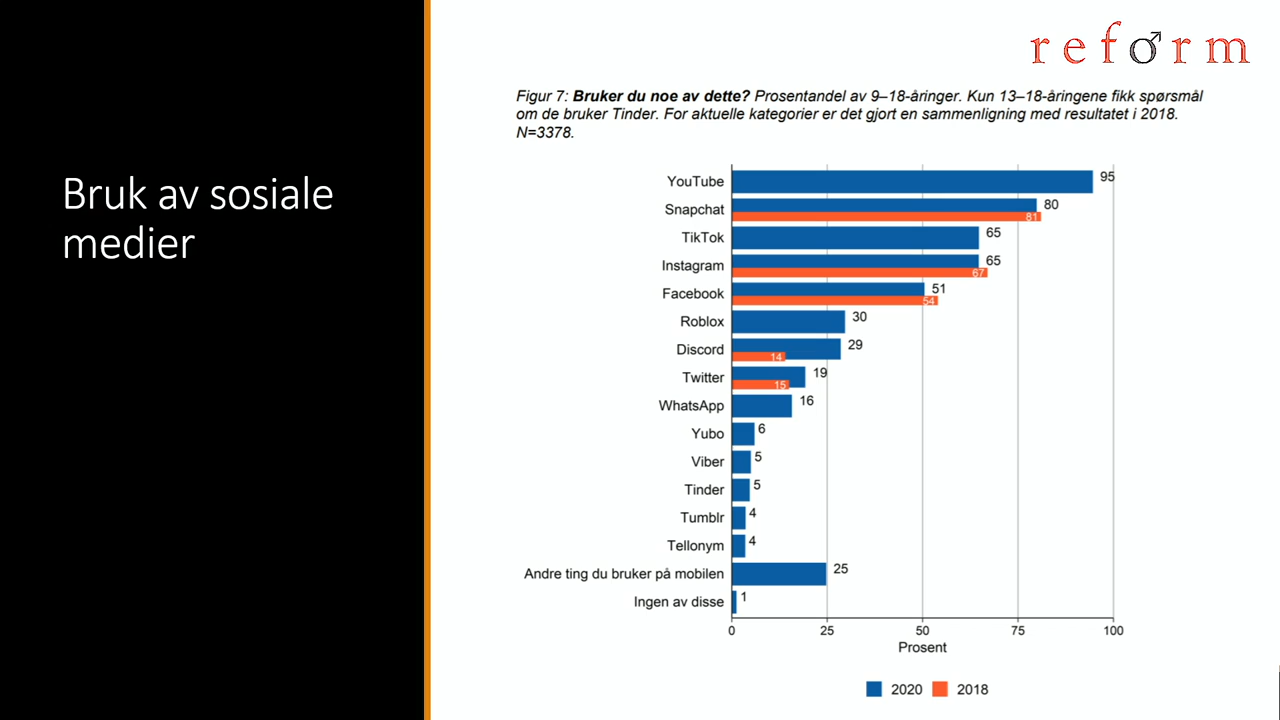 Bruk av sosiale
medier
reform
Figur 7: Bruker du noe av dette? Prosentandel av 9–18-åringer. Kun 13–18-åringene fikk spørsmål
om de bruker Tinder. For aktuelle kategorier er det gjort en sammenligning med resultatet i 2018.
N=3378.
YouTube 95
Snapchat 80
81
TikTok 65
Instagram 65
67
Facebook 51
54
Roblox 30
Discord 29
14
Twitter 19
15
WhatsApp 16
Yubo 6
Viber 5
Tinder 5
Tumblr 4
Tellonym 4
Andre ting du bruker på mobilen 25
Ingen av disse 1
0 25 50 75 100
Prosent
2020 2018